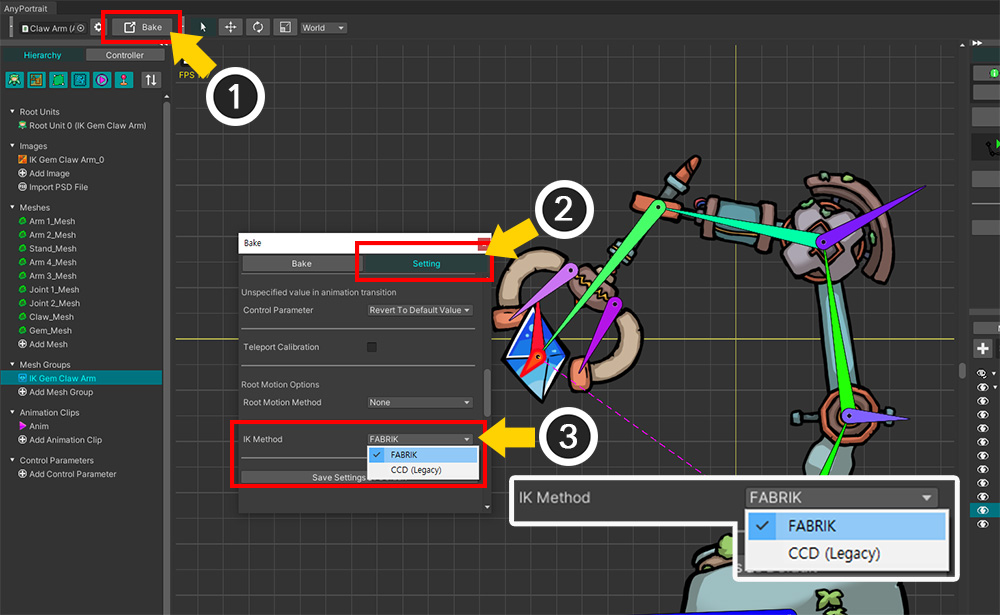 AnyPortrait
Claw Arm (A
Bake
World
Hierarchy
Controller
FPS
1
Root Units
Root Unit 0 (IK Gem Claw Arm)
Images
IK Gem Claw Arm_0
Add Image
Import PSD File
Meshes
Arm 1_Mesh
Arm 2_Mesh
Stand_Mesh
Arm 4_Mesh
Arm 3_Mesh
Joint 1_Mesh
Joint 2_Mesh
Claw_Mesh
Gem_Mesh
Add Mesh
Mesh Groups
IK Gem Claw Arm
Add Mesh Group
Animation Clips
Anim
Add Animation Clip
Control Parameters
Add Control Parameter
2
Bake
Bake
Setting
Unspecified value in animation transition
Control Parameter
Revert To Default Value
Teleport Calibration
Root Motion Options
Root Motion Method
None
IK Method
FABRIK
FABRIK
CCD (Legacy)
Save Settings
3
IK Method
FABRIK
FABRIK
CCD (Legacy)